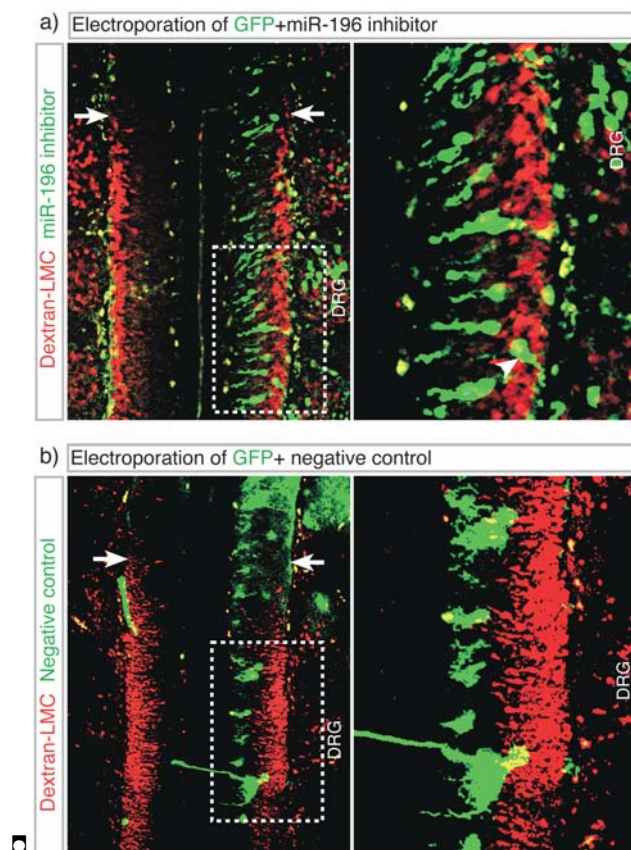 a) Electroporation of GFP+miR-196 inhibitor
Dextran-LMC miR-196 inhibitor
DRG
DRG
b) Electroporation of GFP+ negative control
Dextran-LMC Negative control
DRG
DRG